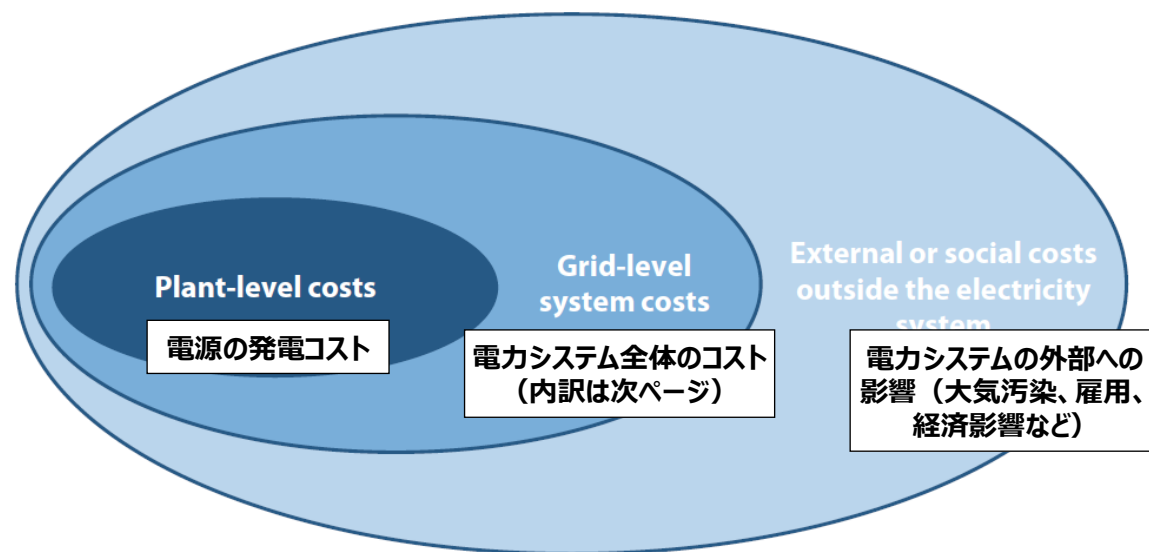 Plant-level costs
電源の発電コスト
Grid-level
system costs
電力システム全体のコスト
（内訳は次ページ）
External or social costs
outside the electricity
system
電力システムの外部への
影響（大気汚染、雇用、
経済影響など）